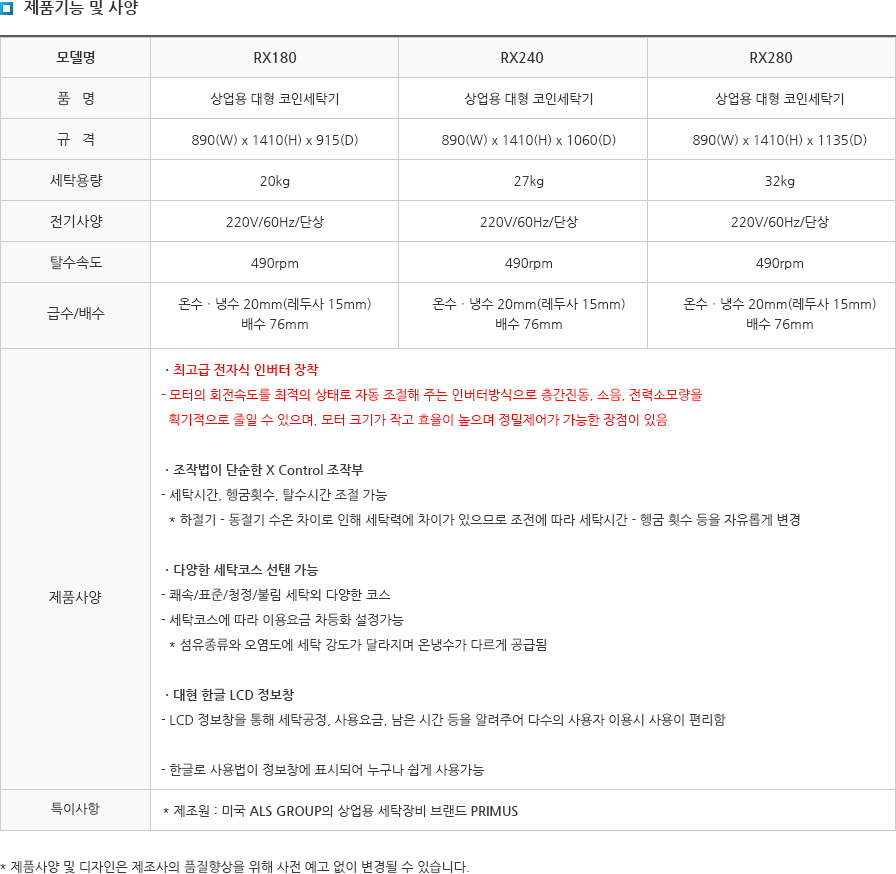 제품기능 및 사양
모델명 RX180 RX240 RX280
품 명 상업용 대형 코인세탁기 상업용 대형 코인세탁기 상업용 대형 코인세탁기
규 격 890(W) x 1410(H) x 915(D) 890(W) x 1410(H) x 1060(D) 890(W) x 1410(H) x 1135(D)
세탁용량 20kg 27kg 32kg
전기사양 220V/60Hz/단상 220V/60Hz/단상 220V/60Hz/단상
탈수속도 490rpm 490rpm 490rpm
급수/배수 온수 · 냉수 20mm(레두사 15mm) 온수 · 냉수 20mm(레두사 15mm) 온수 · 냉수 20mm(레두사 15mm)
배수 76mm 배수 76mm 배수 76mm
제품사양
· 최고급 전자식 인버터 장착
- 모터의 회전속도를 최적의 상태로 자동 조절해 주는 인버터방식으로 층간진동, 소음, 전력소모량을
획기적으로 줄일 수 있으며, 모터 크기가 작고 효율이 높으며 정밀제어가 가능한 장점이 있음
· 조작법이 단순한 X Control 조작부
- 세탁시간, 헹굼횟수, 탈수시간 조절 가능
* 하절기 - 동절기 수온 차이로 인해 세탁력에 차이가 있으므로 조전에 따라 세탁시간 - 헹굼 횟수 등을 자유롭게 변경
· 다양한 세탁코스 선탠 가능
- 쾌속/표준/청정/불림 세탁외 다양한 코스
- 세탁코스에 따라 이용요금 차등화 설정가능
* 섬유종류와 오염도에 세탁 강도가 달라지며 온냉수가 다르게 공급됨
· 대현 한글 LCD 정보창
- LCD 정보창을 통해 세탁공정, 사용요금, 남은 시간 등을 알려주어 다수의 사용자 이용시 사용이 편리함
- 한글로 사용법이 정보창에 표시되어 누구나 쉽게 사용가능
특이사항 * 제조원 : 미국 ALS GROUP의 상업용 세탁장비 브랜드 PRIMUS
* 제품사양 및 디자인은 제조사의 품질향상을 위해 사전 예고 없이 변경될 수 있습니다.